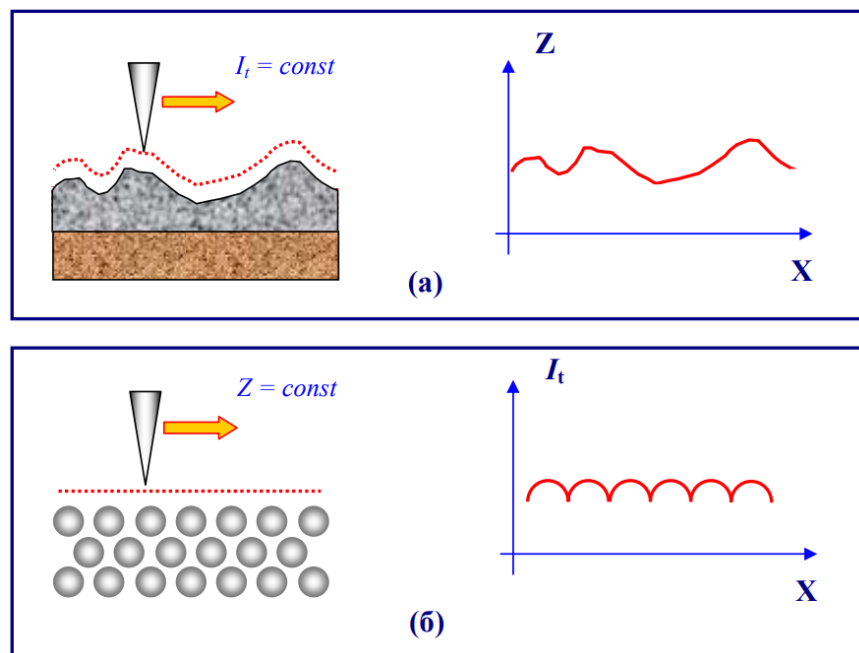 I_t = const
Z
X
(а)
Z = const
I_t
X
(б)